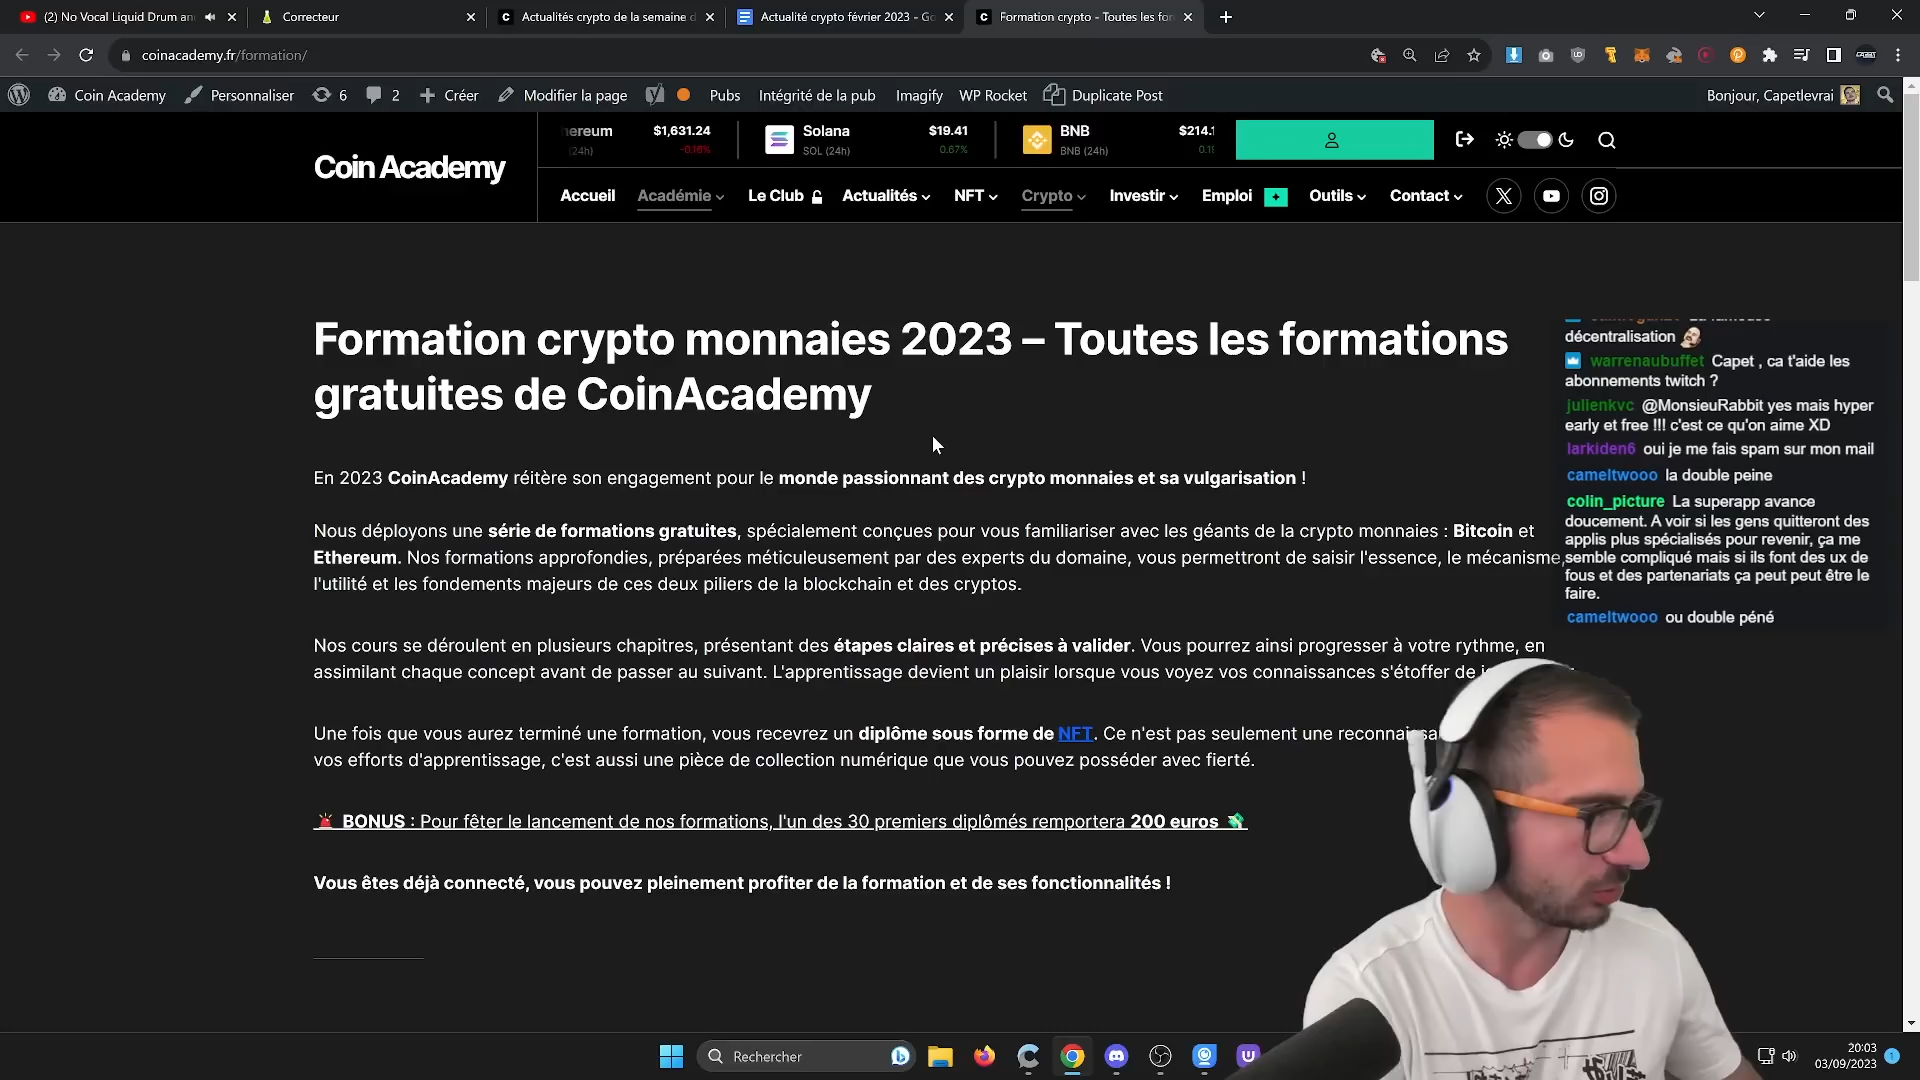 (2) No Vocal Liquid Drum an
Correcteur
Actualités crypto de la semaine d
Actualité crypto février 2023 - Go
Formation crypto - Toutes les for
coinacademy.fr/formation/
Coin Academy
Personnaliser
6
2
Créer
Modifier la page
Pubs
Intégrité de la pub
Imagify
WP Rocket
Duplicate Post
Bonjour, Capetlevrai
Coin Academy
hereum
(24h)
$1,631.24
-0.16%
Solana
SOL (24h)
$19.41
0.67%
BNB
BNB (24h)
$214.1
Accueil
Académie
Le Club
Actualités
NFT
Crypto
Investir
Emploi
Outils
Contact
Formation crypto monnaies 2023 – Toutes les formations
gratuites de CoinAcademy
En 2023 CoinAcademy réitère son engagement pour le monde passionnant des crypto monnaies et sa vulgarisation !
Nous déployons une série de formations gratuites, spécialement conçues pour vous familiariser avec les géants de la crypto monnaies : Bitcoin et
Ethereum. Nos formations approfondies, préparées méticuleusement par des experts du domaine, vous permettront de saisir l'essence, le mécanisme,
l'utilité et les fondements majeurs de ces deux piliers de la blockchain et des cryptos.
Nos cours se déroulent en plusieurs chapitres, présentant des étapes claires et précises à valider. Vous pourrez ainsi progresser à votre rythme, en
assimilant chaque concept avant de passer au suivant. L'apprentissage devient un plaisir lorsque vous voyez vos connaissances s'étoffer de
Une fois que vous aurez terminé une formation, vous recevrez un diplôme sous forme de NFT. Ce n'est pas seulement une reconnaissa
vos efforts d'apprentissage, c'est aussi une pièce de collection numérique que vous pouvez posséder avec fierté.
BONUS : Pour fêter le lancement de nos formations, l'un des 30 premiers diplômés remportera 200 euros
Vous êtes déjà connecté, vous pouvez pleinement profiter de la formation et de ses fonctionnalités !
décentralisation
warrenaubuffet Capet , ca t'aide les
abonnements twitch ?
julienkvc @MonsieuRabbit yes mais hyper
early et free !!! c'est ce qu'on aime XD
larkiden6 oui je me fais spam sur mon mail
cameltwooo la double peine
colin_picture La superapp avance
doucement. A voir si les gens quitteront des
applis plus spécialisés pour revenir, ça me
semble compliqué mais si ils font des ux de
fous et des partenariats ça peut peut être le
faire.
cameltwooo ou double péné
Rechercher
20:03
03/09/2023
1